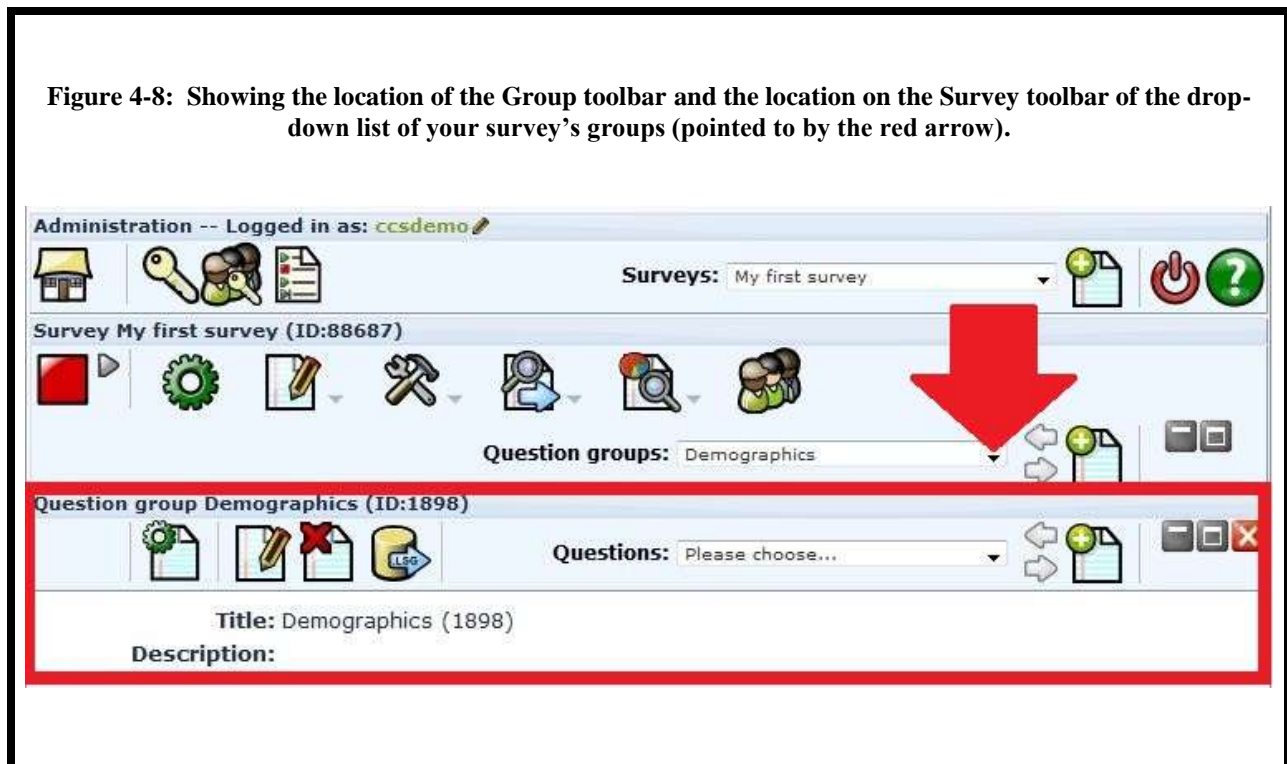 Figure 4-8:  Showing the location of the Group toolbar and the location on the Survey toolbar of the drop-
down list of your survey’s groups (pointed to by the red arrow).
Administration -- Logged in as: ccsdemo
Surveys: My first survey
?
Survey My first survey (ID:88687)
Question groups: Demographics
Question group Demographics (ID:1898)
LSG
Questions: Please choose...
Title: Demographics (1898)
Description: